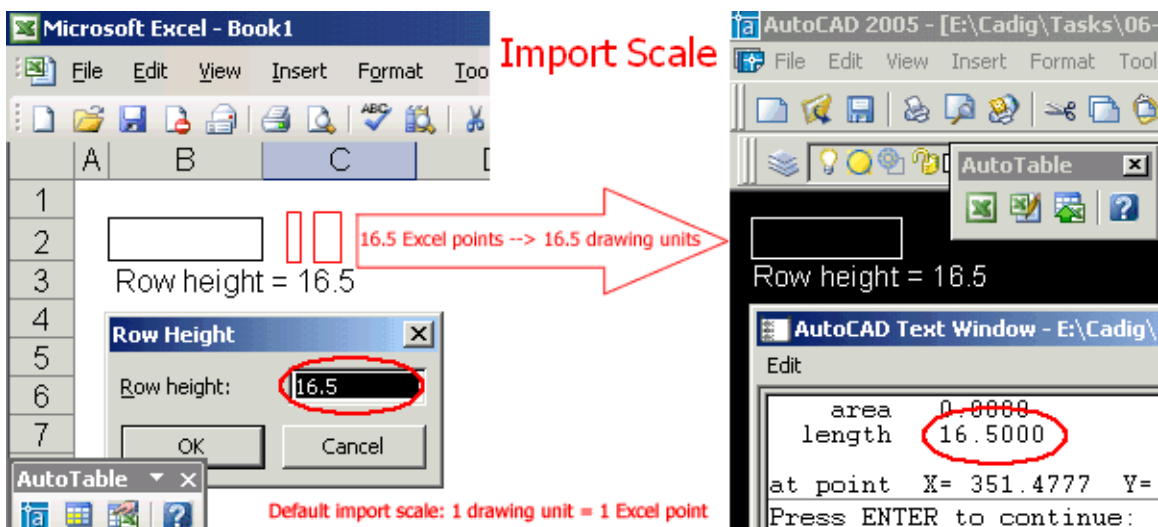 Microsoft Excel - Book1
File Edit View Insert Format Too
ABC
A B C
1
2
3
4
5
6
7
Row height = 16.5
Row Height
Row height:
16.5
OK Cancel
AutoTable
Import Scale
16.5 Excel points --> 16.5 drawing units
Default import scale: 1 drawing unit = 1 Excel point
AutoCAD 2005 - [E:\Cadig\Tasks\06-
File Edit View Insert Format Tool
AutoTable
Row height = 16.5
AutoCAD Text Window - E:\Cadig\
Edit
area 0.0000
length 16.5000
at point X= 351.4777 Y=
Press ENTER to continue: